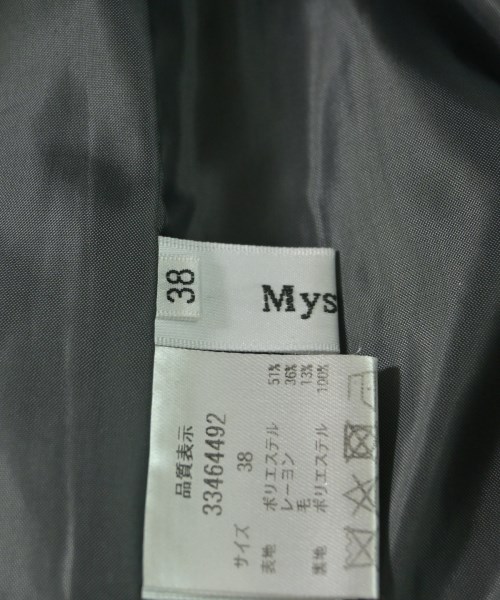 38
Mys
品質表示
33464492
サイズ 38
表地 ポリエステル 51%
レーヨン 36%
毛 13%
裏地 ポリエステル 100%